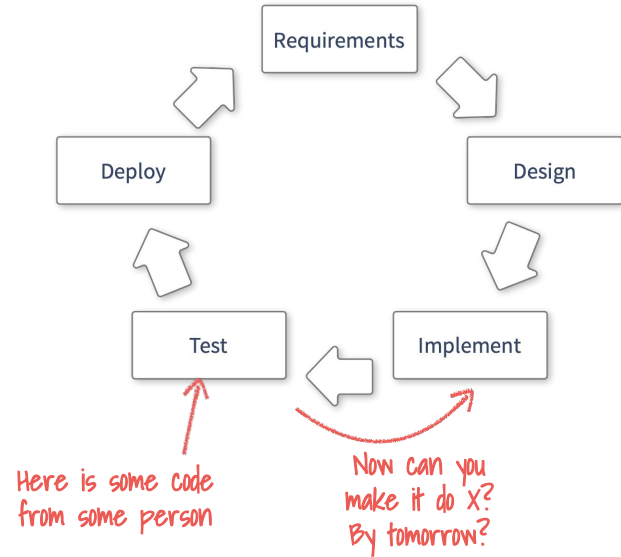 Requirements
Deploy
Design
Test
Implement
Here is some code
from some person
Now can you
make it do X?
By tomorrow?